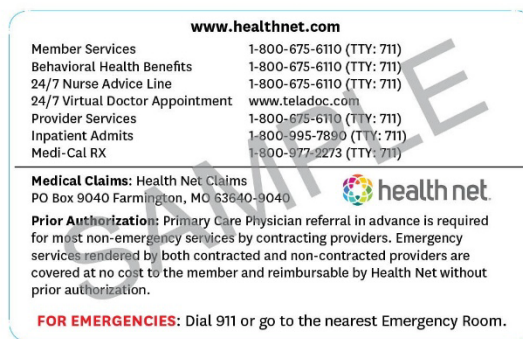 www.healthnet.com
Member Services 1-800-675-6110 (TTY: 711)
Behavioral Health Benefits 1-800-675-6110 (TTY: 711)
24/7 Nurse Advice Line 1-800-675-6110 (TTY: 711)
24/7 Virtual Doctor Appointment www.teladoc.com
Provider Services 1-800-675-6110 (TTY: 711)
Inpatient Admits 1-800-995-7890 (TTY: 711)
Medi-Cal RX 1-800-977-2273 (TTY: 711)
Medical Claims: Health Net Claims
PO Box 9040 Farmington, MO 63640-9040
health net.
Prior Authorization: Primary Care Physician referral in advance is required
for most non-emergency services by contracting providers. Emergency
services rendered by both contracted and non-contracted providers are
covered at no cost to the member and reimbursable by Health Net without
prior authorization.
FOR EMERGENCIES: Dial 911 or go to the nearest Emergency Room.
SAMPLE